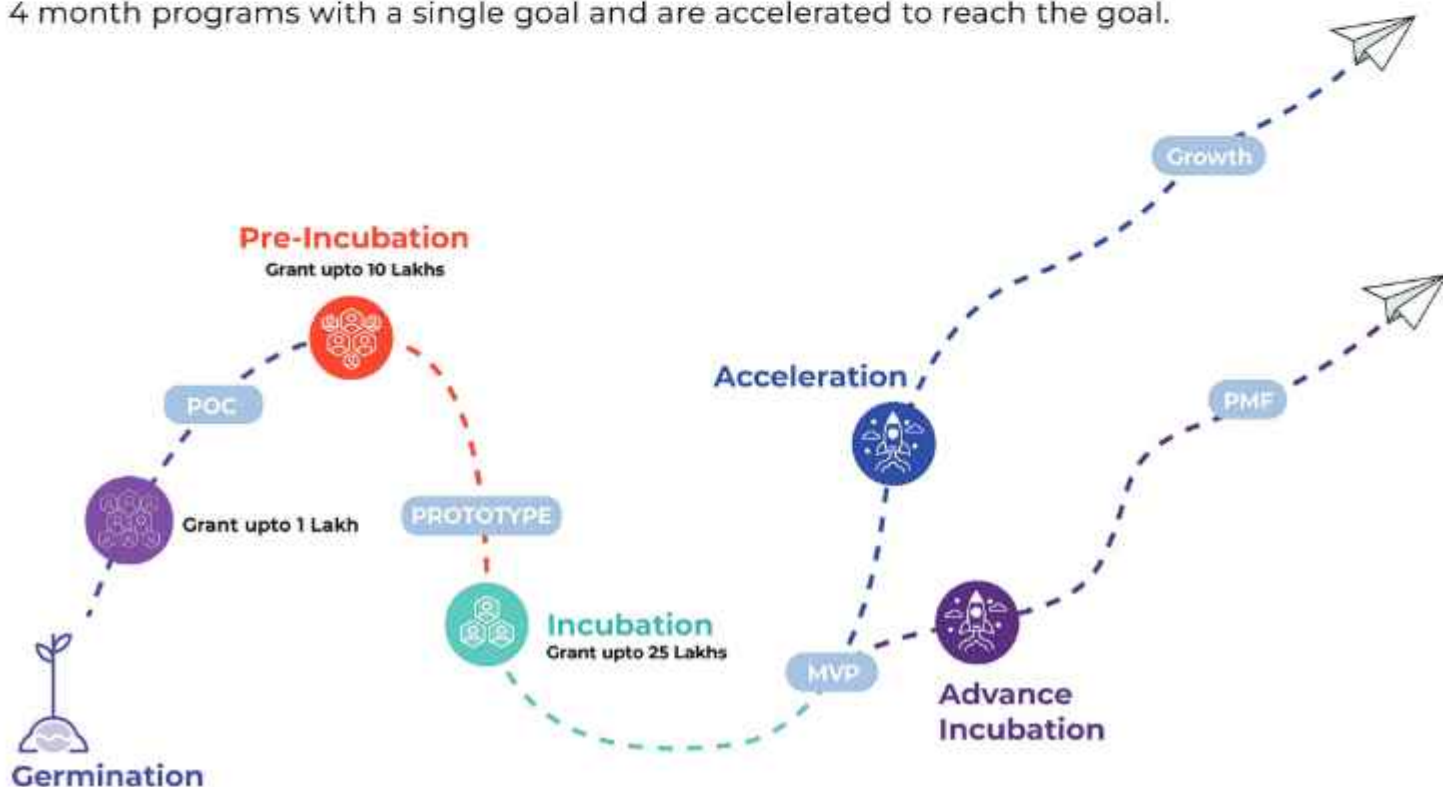 4 month programs with a single goal and are accelerated to reach the goal.
Growth
Pre-Incubation
Grant upto 10 Lakhs
Acceleration
POC
PMF
Grant upto 1 Lakh
PROTOTYPE
Incubation
Grant upto 25 Lakhs
MVP
Advance
Incubation
Germination